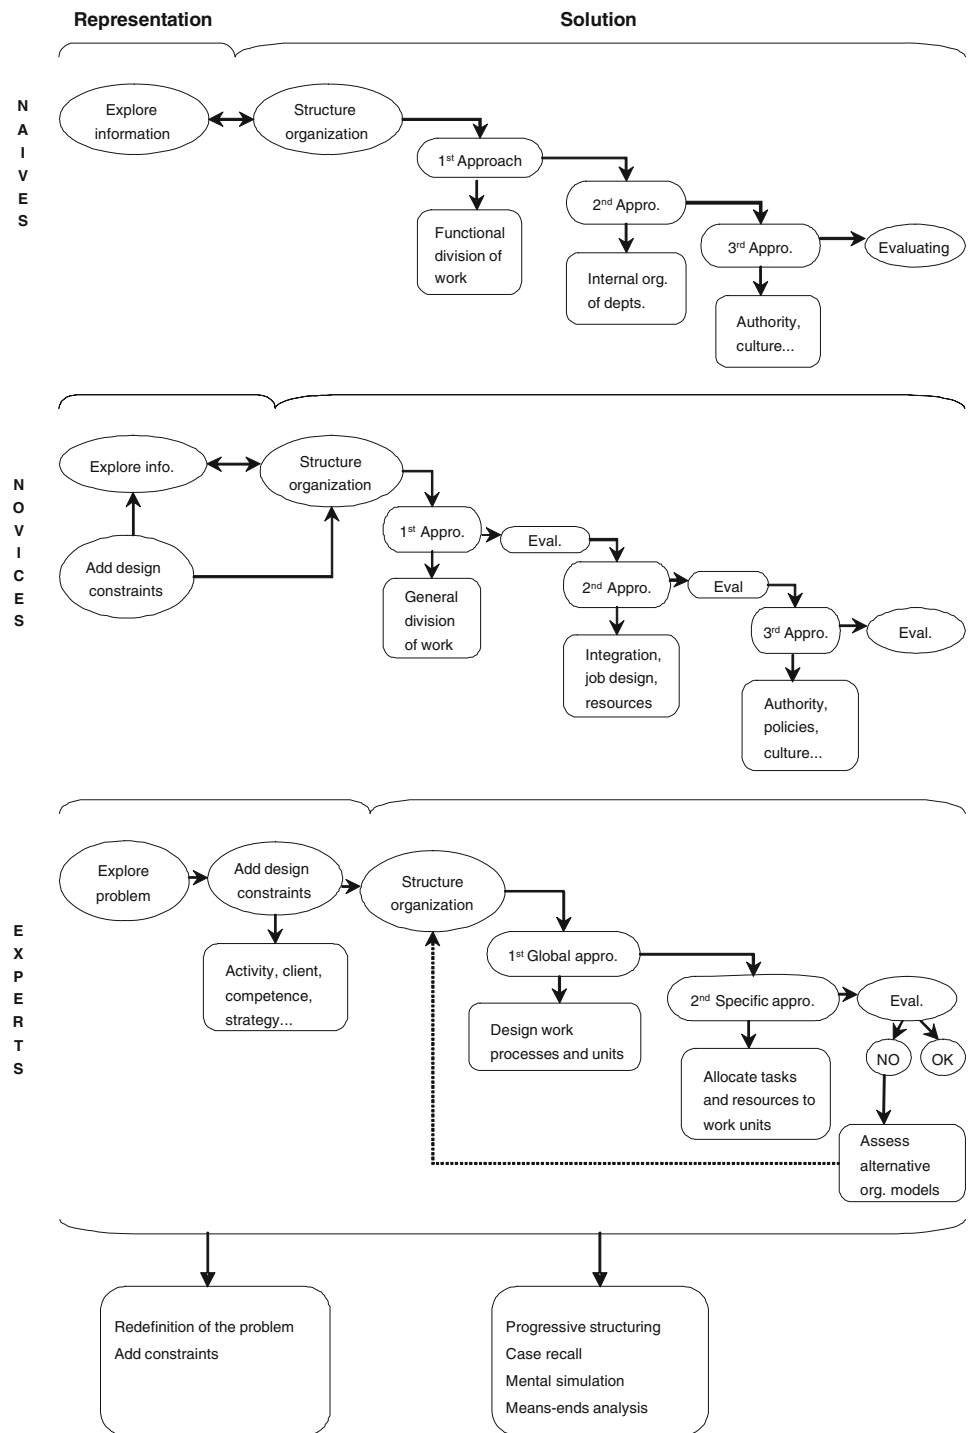 Representation
Solution
NAIVES
Explore
information
Structure
organization
1st Approach
Functional
division of
work
2nd Appro.
Internal org.
of depts.
3rd Appro.
Authority,
culture...
Evaluating
NOVICES
Explore info.
Add design
constraints
Structure
organization
1st Appro.
General
division
of work
Eval.
2nd Appro.
Integration,
job design,
resources
Eval
3rd Appro.
Authority,
policies,
culture...
Eval.
EXPERTS
Explore
problem
Add design
constraints
Activity, client,
competence,
strategy...
Structure
organization
1st Global appro.
Design work
processes and units
2nd Specific appro.
Allocate tasks
and resources to
work units
Eval.
NO
OK
Assess
alternative
org. models
Redefinition of the problem
Add constraints
Progressive structuring
Case recall
Mental simulation
Means-ends analysis